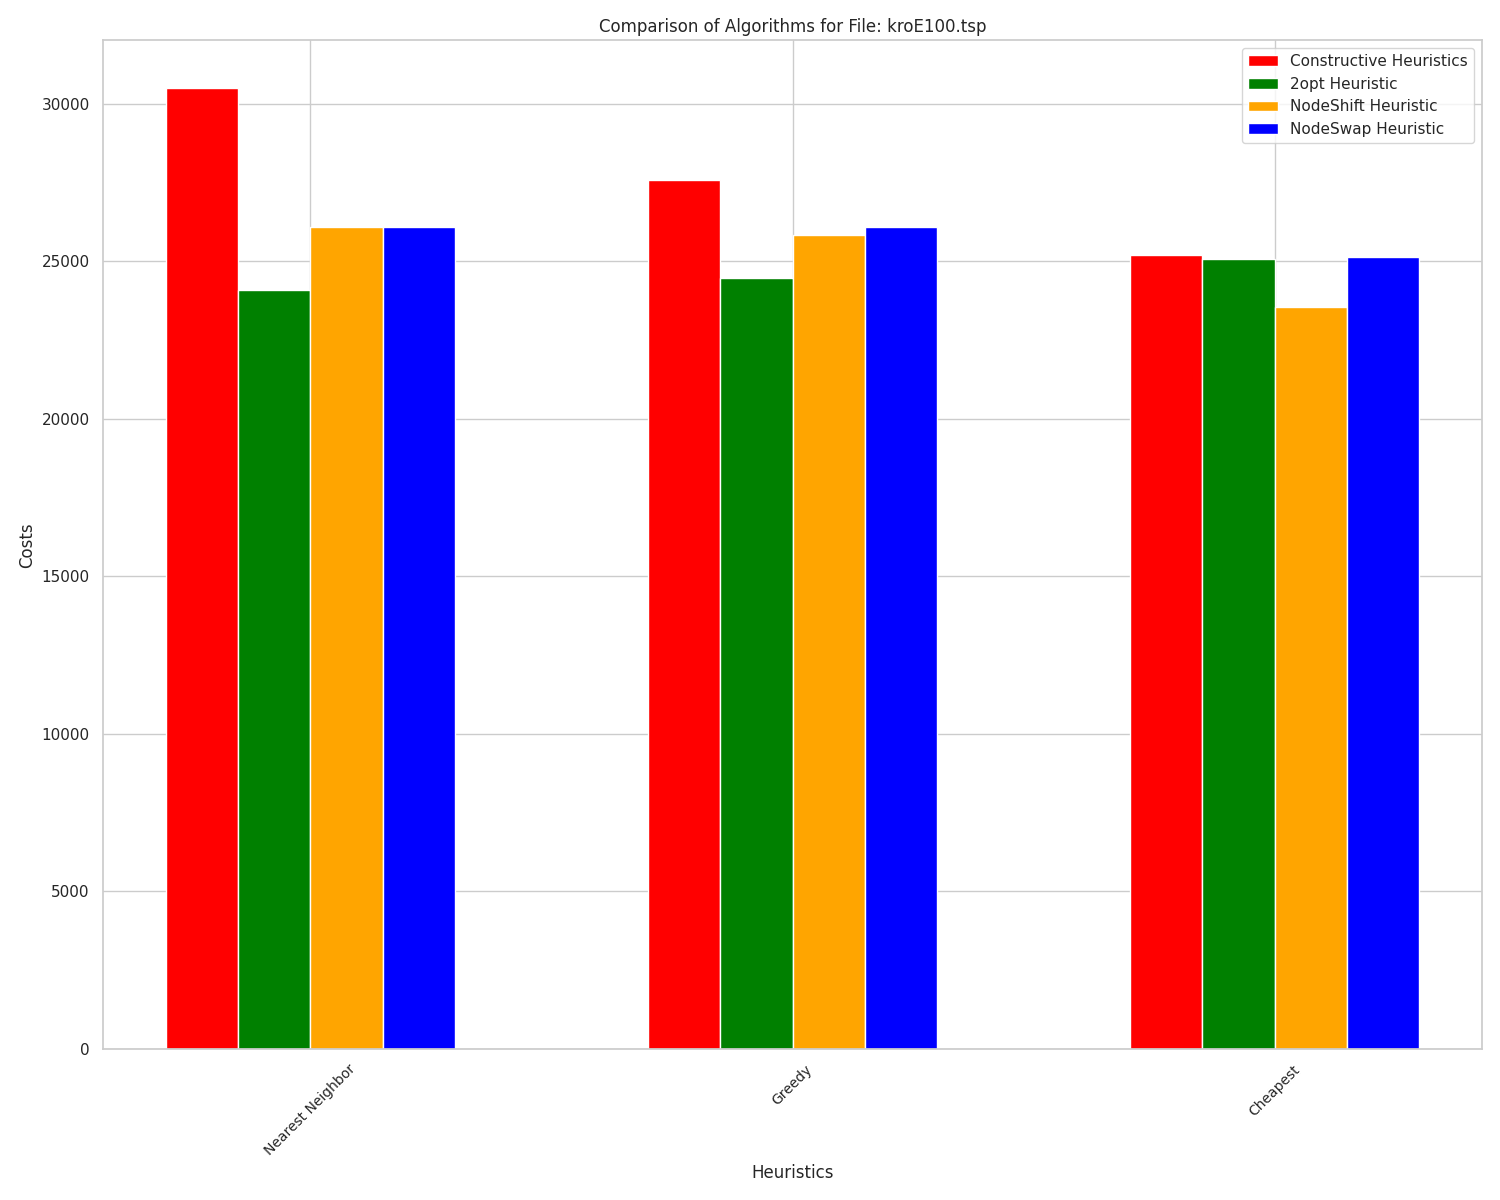 Comparison of Algorithms for File: kroE100.tsp
Constructive Heuristics
2opt Heuristic
NodeShift Heuristic
NodeSwap Heuristic
30000
25000
20000
15000
10000
5000
0
Costs
Nearest Neighbor
Greedy
Cheapest
Heuristics